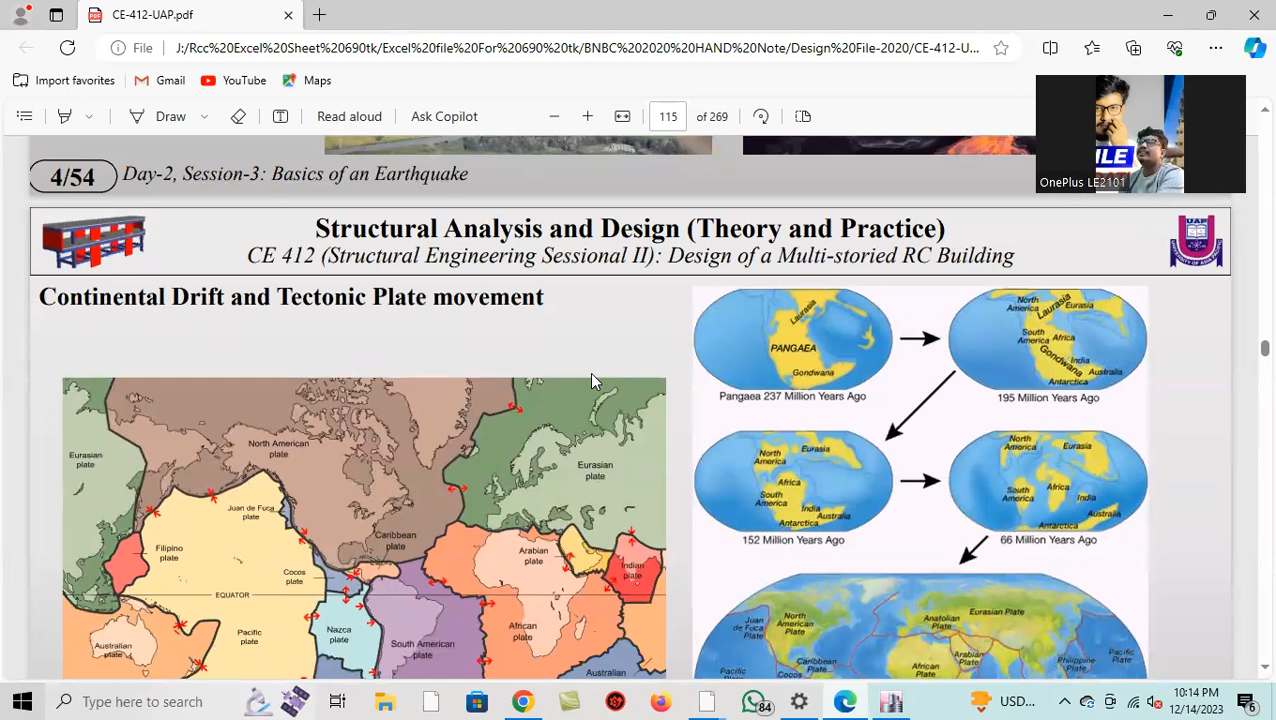 CE-412-UAP.pdf
File
J:/Rcc%20Excel%20Sheet%20690tk/Excel%20file%20For%20690%20tk/BNBC%202020%20HAND%20Note/Design%20File-2020/CE-412-U...
Import favorites
Gmail
YouTube
Maps
Draw
Read aloud
Ask Copilot
115
of 269
ILE
OnePlus LE2101
4/54
Day-2, Session-3: Basics of an Earthquake
Structural Analysis and Design (Theory and Practice)
CE 412 (Structural Engineering Sessional II): Design of a Multi-storied RC Building
UAP
Continental Drift and Tectonic Plate movement
Eurasian
plate
North American
plate
Eurasian
plate
Juan de Fuca
plate
Filipino
plate
Caribbean
plate
Arabian
plate
Indian
plate
Cocos
plate
EQUATOR
Australian
plate
Pacific
plate
Nazca
plate
South American
plate
African
plate
Australian
Laurasia
PANGAEA
Gondwana
Pangaea 237 Million Years Ago
North
America
Laurasia
Eurasia
South
America
Africa
Gondwana
India
Australia
Antarctica
195 Million Years Ago
North
America
Eurasia
Africa
South
America
India
Australia
Antarctica
152 Million Years Ago
North
America
Eurasia
South
America
Africa
India
Australia
Antarctica
66 Million Years Ago
Juan
de Fuca
Plate
North
American
Plate
Anatolian
Plate
Eurasian Plate
Pacific
Cocos
Caribbean
Plate
African
Plate
Arabian
Plate
Philippine
Plate
Pacific
Plate
Type here to search
84
USD...
10:14 PM
12/14/2023
6